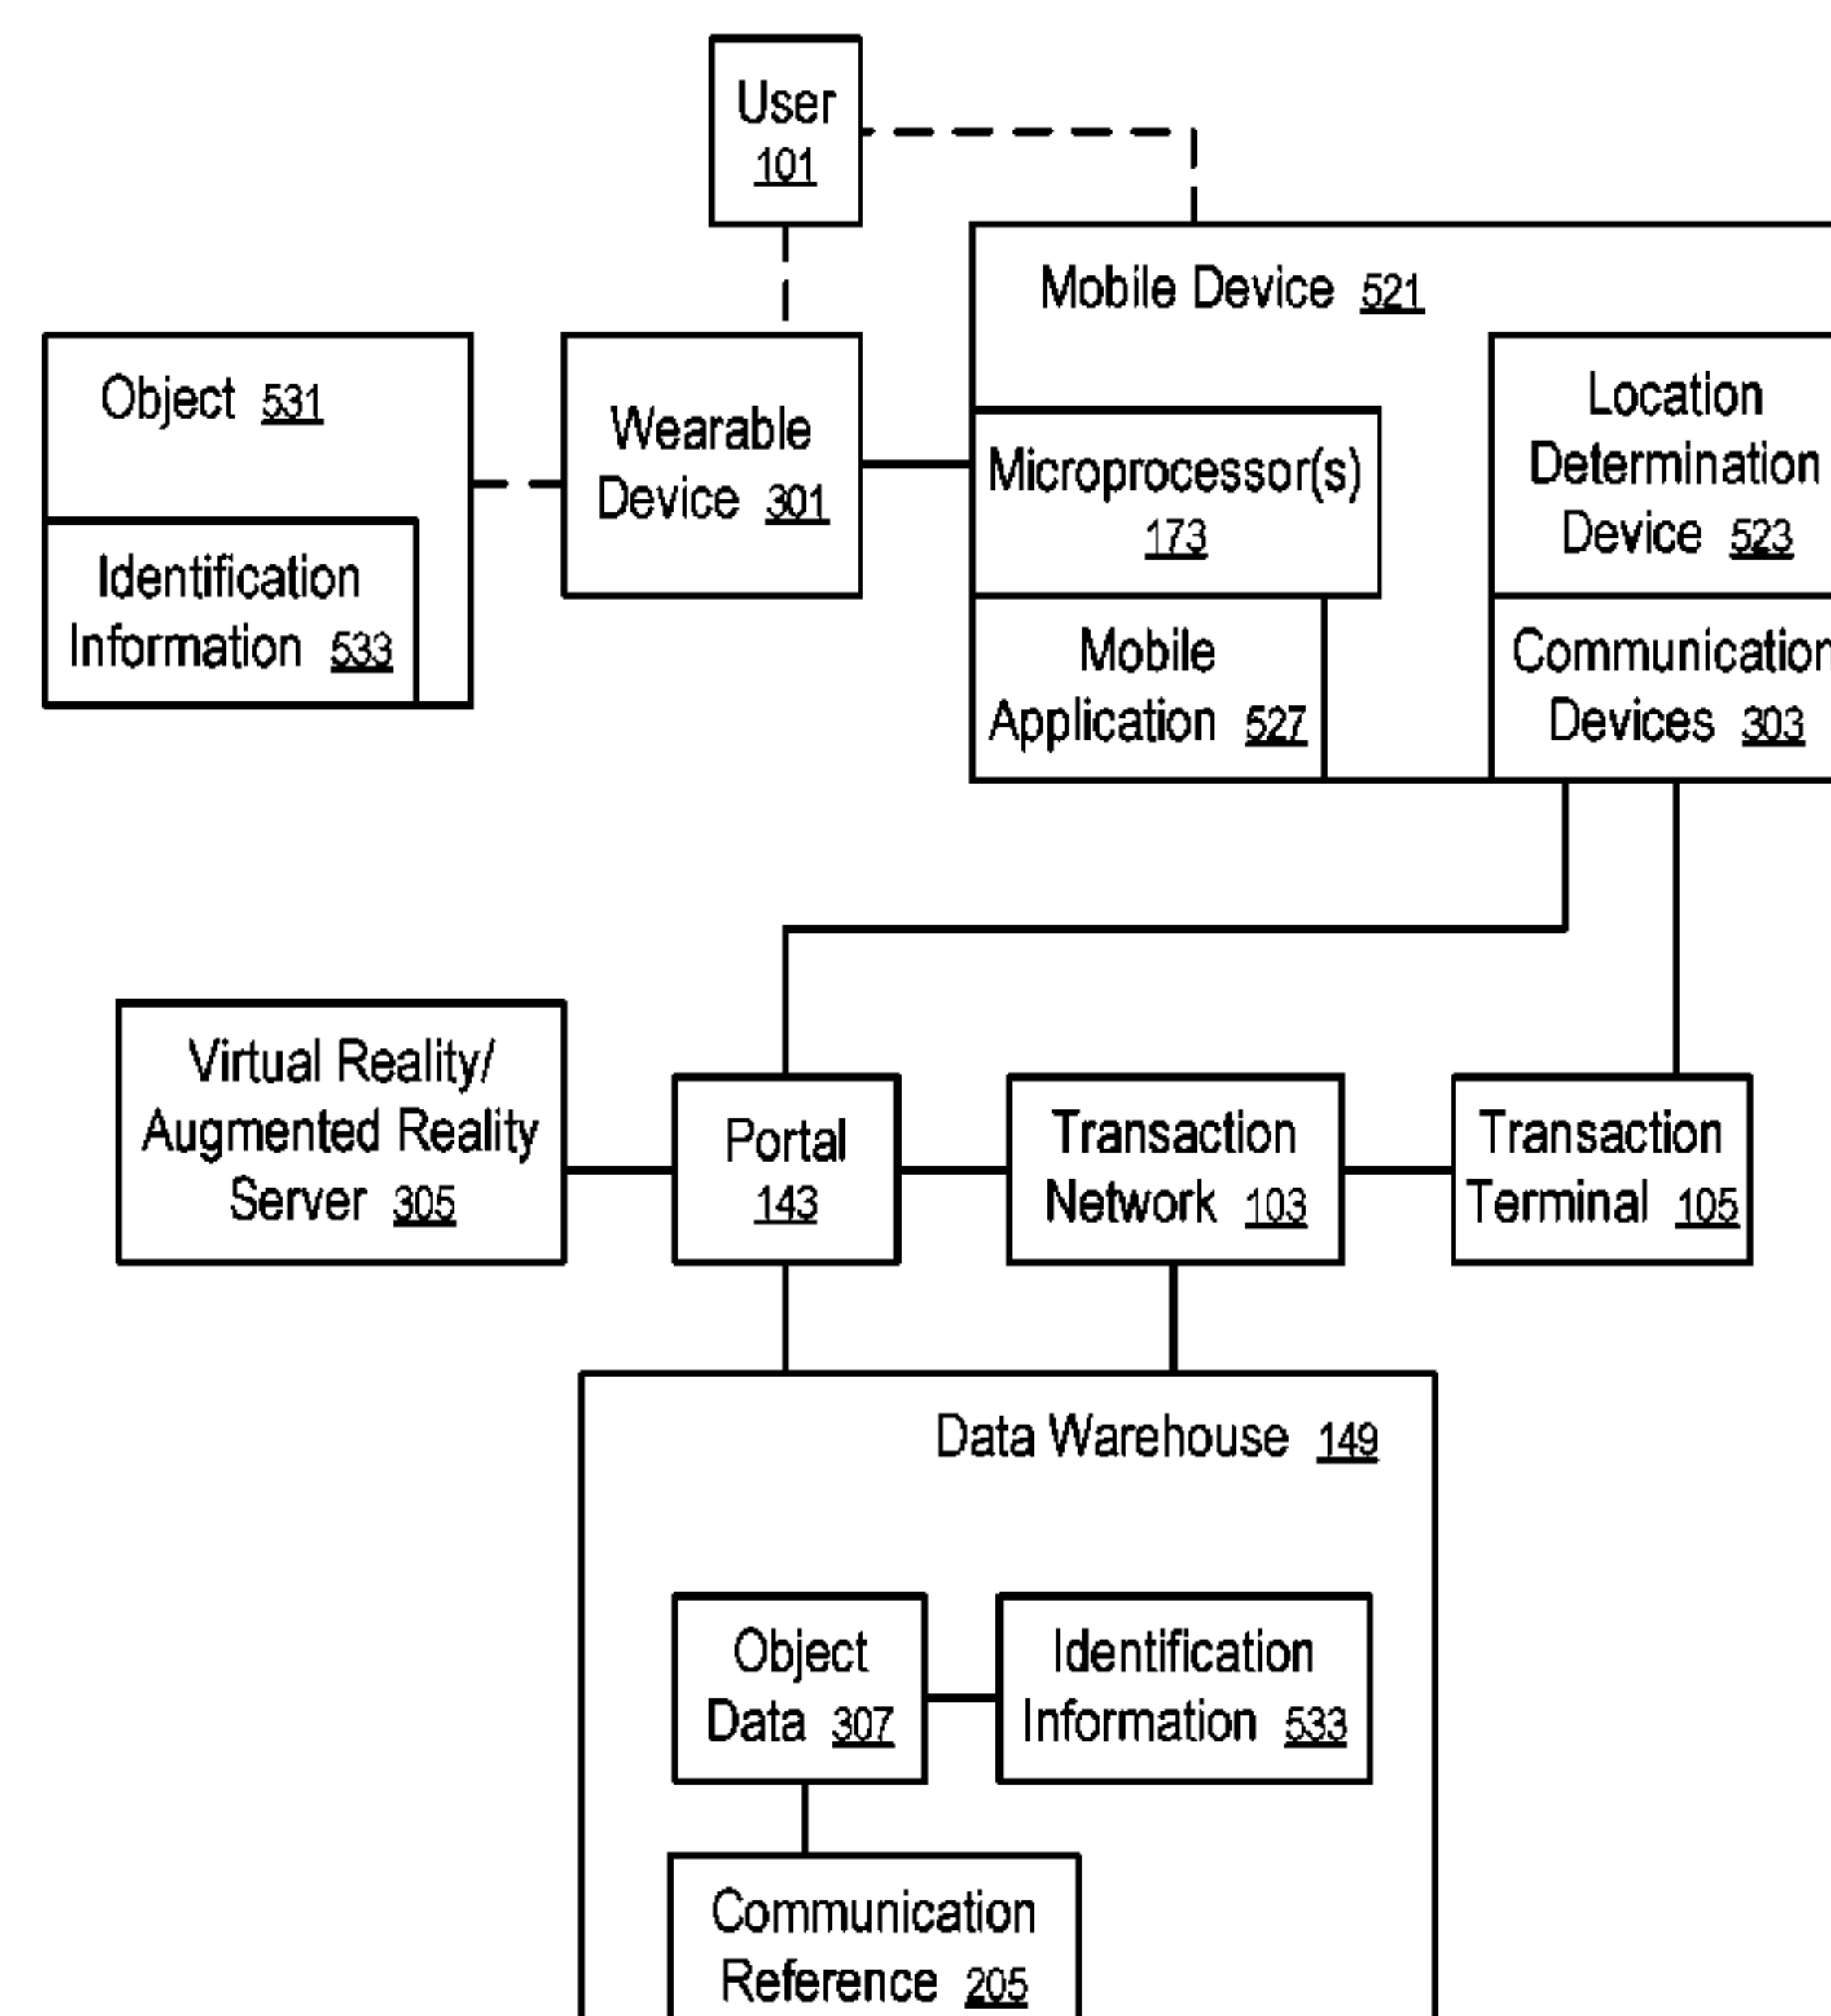 User
101
Mobile Device 521
Object 531
Identification
Information 533
Wearable
Device 301
Microprocessor(s)
173
Mobile
Application 527
Location
Determination
Device 523
Communication
Devices 303
Virtual Reality/
Augmented Reality
Server 305
Portal
143
Transaction
Network 103
Transaction
Terminal 105
Data Warehouse 149
Object
Data 307
Identification
Information 533
Communication
Reference 205